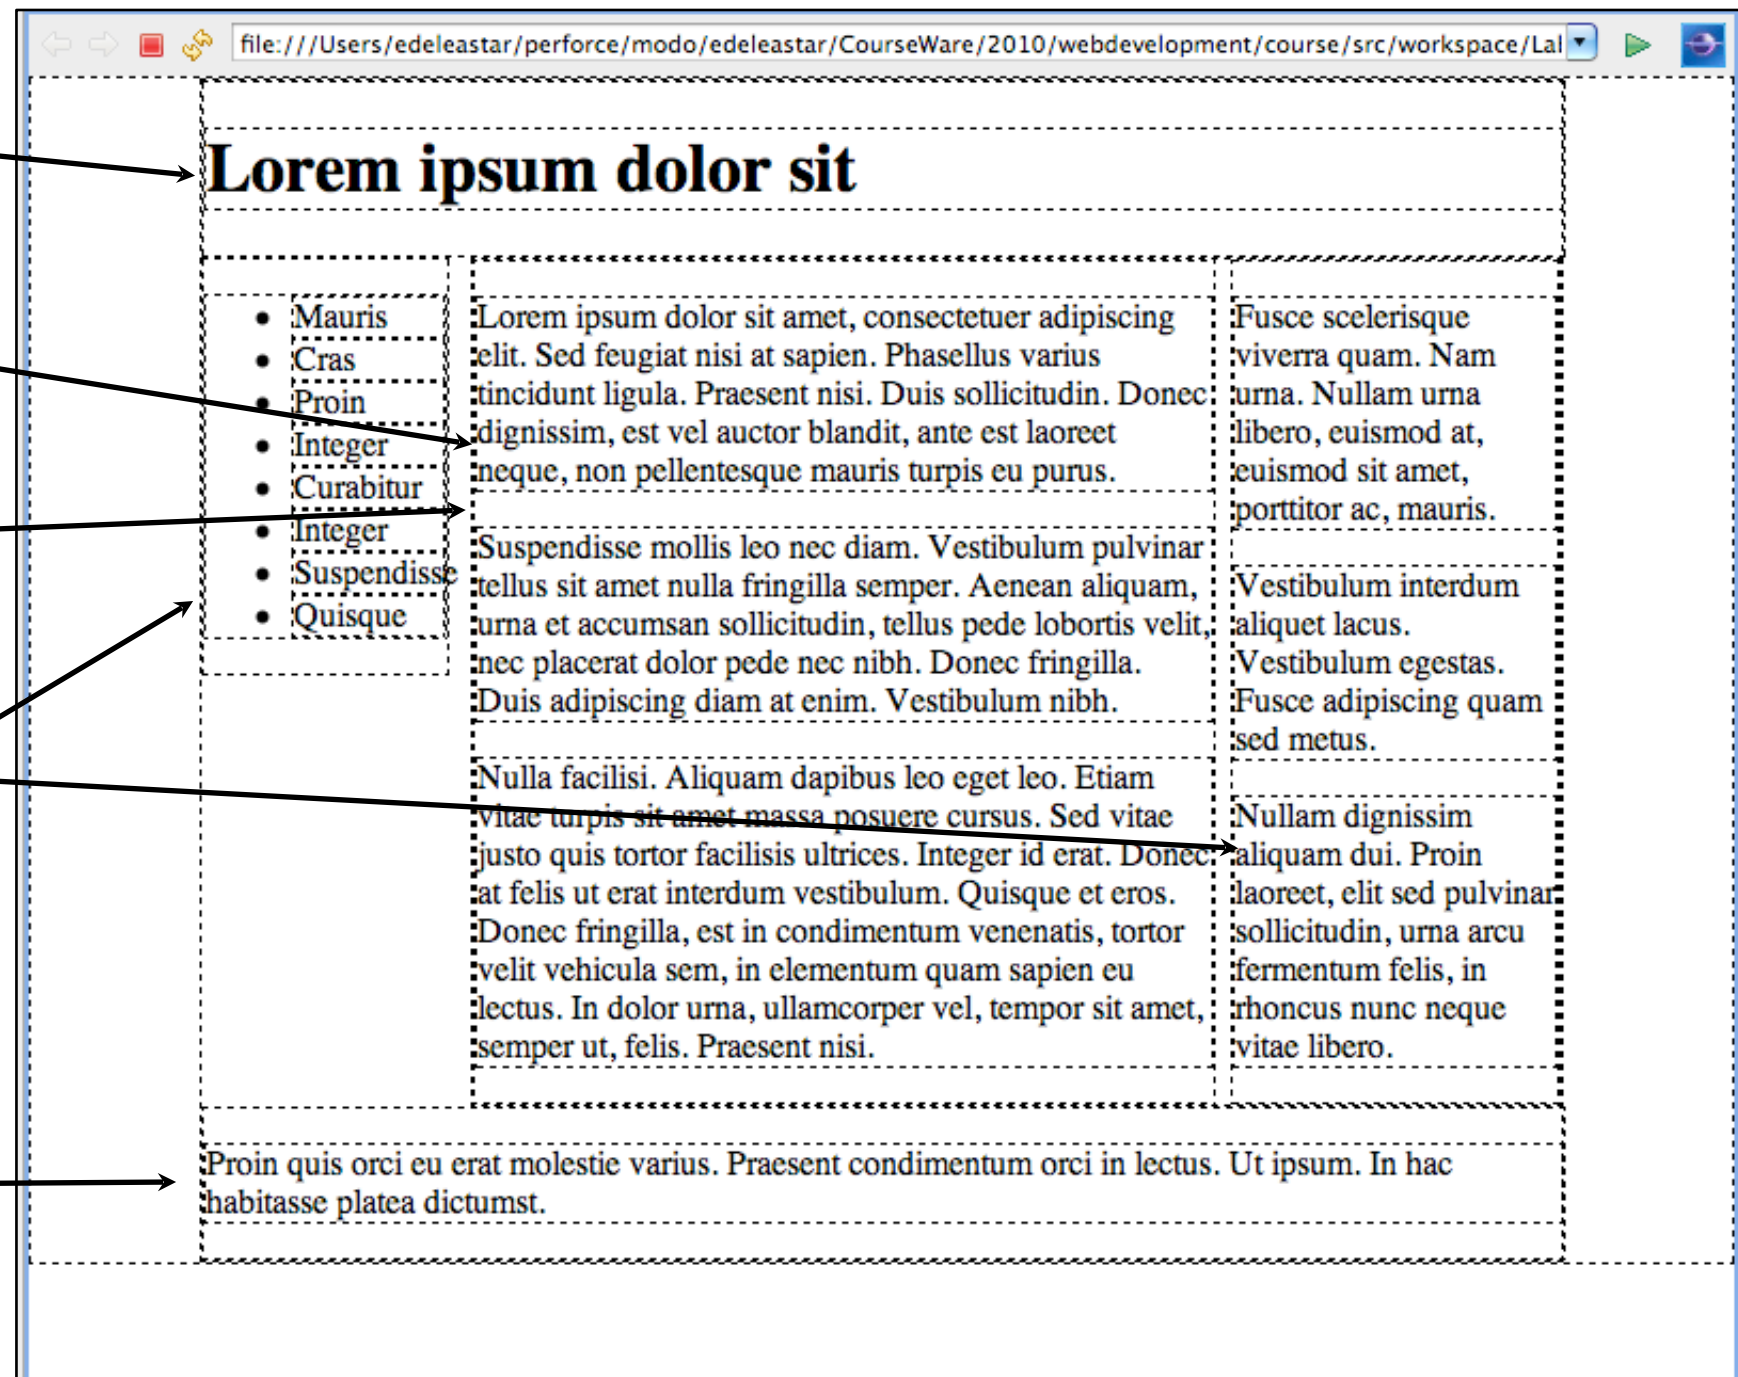 file:///Users/edeleastar/perforce/modo/edeleastar/CourseWare/2010/webdevelopment/course/src/workspace/Lal
Lorem ipsum dolor sit
Mauris
Cras
Proin
Integer
Curabitur
Integer
Suspendisse
Quisque
Lorem ipsum dolor sit amet, consectetuer adipiscing
elit. Sed feugiat nisi at sapien. Phasellus varius
tincidunt ligula. Praesent nisi. Duis sollicitudin. Donec
dignissim, est vel auctor blandit, ante est laoreet
neque, non pellentesque mauris turpis eu purus.
Suspendisse mollis leo nec diam. Vestibulum pulvinar
tellus sit amet nulla fringilla semper. Aenean aliquam,
urna et accumsan sollicitudin, tellus pede lobortis velit,
nec placerat dolor pede nec nibh. Donec fringilla.
Duis adipiscing diam at enim. Vestibulum nibh.
Nulla facilisi. Aliquam dapibus leo eget leo. Etiam
vitae turpis sit amet massa posuere cursus. Sed vitae
justo quis tortor facilisis ultrices. Integer id erat. Donec
at felis ut erat interdum vestibulum. Quisque et eros.
Donec fringilla, est in condimentum venenatis, tortor
velit vehicula sem, in elementum quam sapien eu
lectus. In dolor urna, ullamcorper vel, tempor sit amet,
semper ut, felis. Praesent nisi.
Fusce scelerisque
viverra quam. Nam
urna. Nullam urna
libero, euismod at,
euismod sit amet,
porttitor ac, mauris.
Vestibulum interdum
aliquet lacus.
Vestibulum egestas.
Fusce adipiscing quam
sed metus.
Nullam dignissim
aliquam dui. Proin
laoreet, elit sed pulvinar
sollicitudin, urna arcu
fermentum felis, in
rhoncus nunc neque
vitae libero.
Proin quis orci eu erat molestie varius. Praesent condimentum orci in lectus. Ut ipsum. In hac
habitasse platea dictumst.